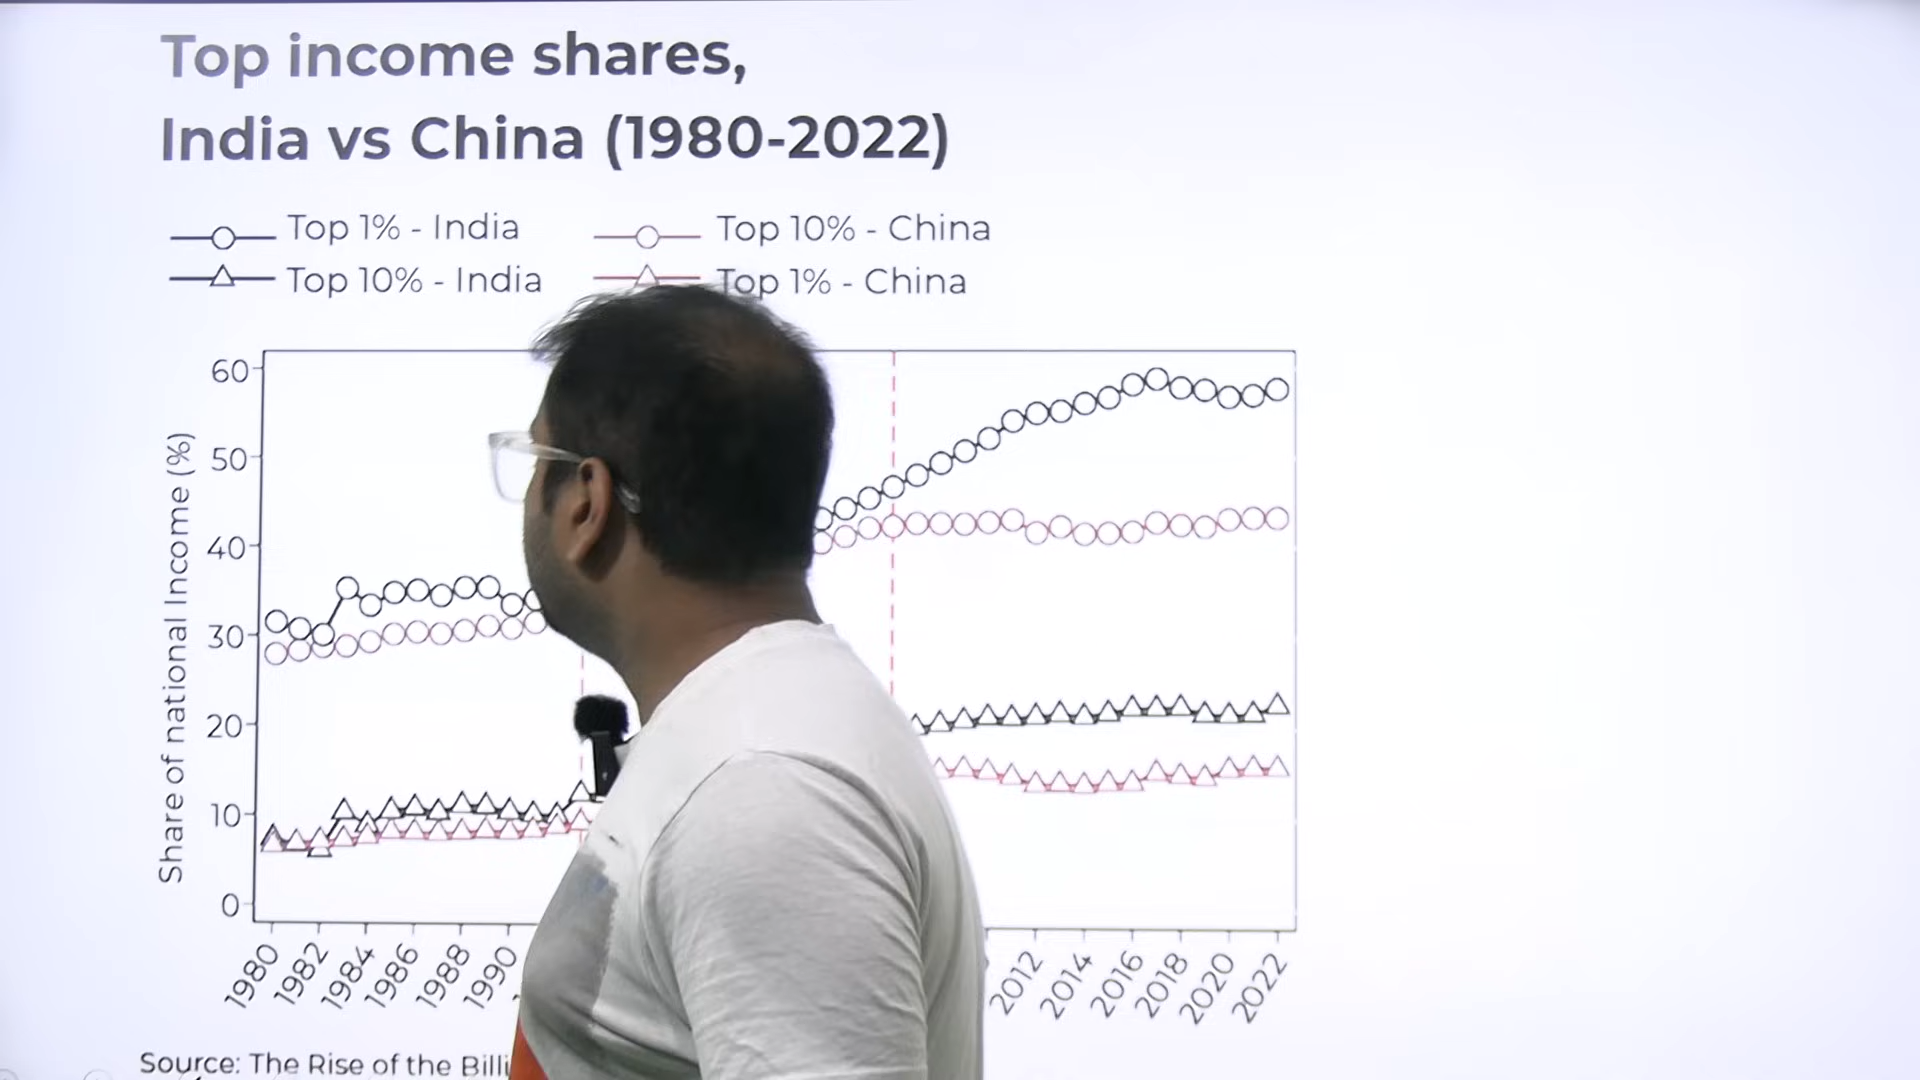 Top income shares,
India vs China (1980-2022)
Top 1% - India
Top 10% - China
Top 10% - India
Top 1% - China
Share of national Income (%)
60
50
40
30
20
10
0
1980 1982 1984 1986 1988 1990 2012 2014 2016 2018 2020 2022
Source: The Rise of the